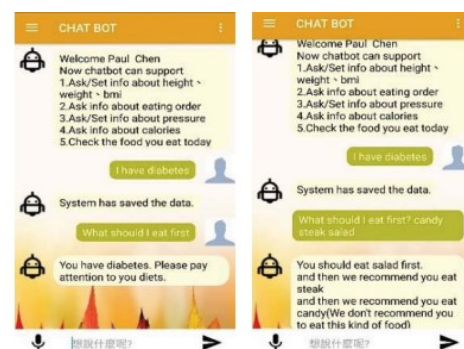 CHAT BOT
Welcome Paul Chen
Now chatbot can support
1.Ask/Set info about height、
weight、bmi
2.Ask info about eating order
3.Ask/Set info about pressure
4.Ask info about calories
5.Check the food you eat today
I have diabetes
System has saved the data.
What should I eat first
You have diabetes. Please pay
attention to you diets.
想說什麼呢?
CHAT BOT
Welcome Paul Chen
Now chatbot can support
1.Ask/Set info about height、
weight、bmi
2.Ask info about eating order
3.Ask/Set info about pressure
4.Ask info about calories
5.Check the food you eat today
I have diabetes
System has saved the data.
What should I eat first? candy
steak salad
You should eat salad first.
and then we recommend you eat
steak
and then we recommend you eat
candy(We don't recommend you
to eat this kind of food)
想說什麼呢?